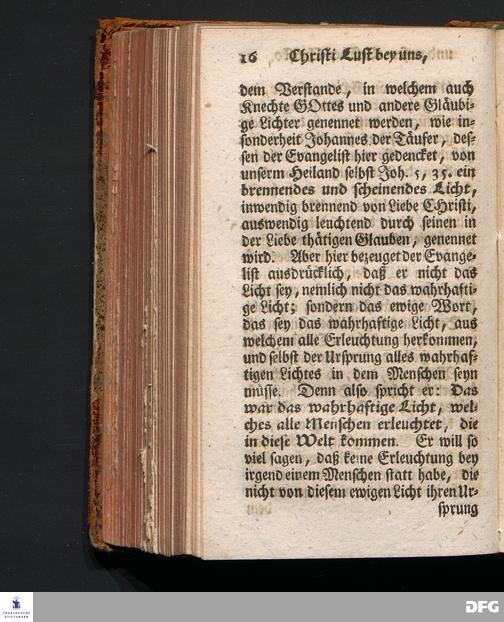 16 Christi Lust bey uns,
dem Verstande, in welchem auch
Knechte GOttes und andere Gläubi-
ge Lichter genennet werden, wie in-
sonderheit Johannes der Täufer, des-
sen der Evangelist hier gedencket, von
unserm Heiland selbst Joh. 5, 35. ein
brennendes und scheinendes Licht,
inwendig brennend von Liebe CHristi,
auswendig leuchtend durch seinen in
der Liebe thätigen Glauben, genennet
wird. Aber hier bezeuget der Evange-
list ausdrücklich, daß er nicht das
Licht sey, nemlich nicht das wahrhafti-
ge Licht; sondern das ewige Wort,
das sey das wahrhaftige Licht, aus
welchem alle Erleuchtung herkommen,
und selbst der Ursprung alles wahrhaf-
tigen Lichtes in dem Menschen seyn
müsse. Denn also spricht er: Das
war das wahrhaftige Licht, wel-
ches alle Menschen erleuchtet, die
in diese Welt kommen. Er will so
viel sagen, daß keine Erleuchtung bey
irgend einem Menschen statt habe, die
nicht von diesem ewigen Licht ihren Ur-
sprung
FRANCKESCHE
STIFTUNGEN
DFG